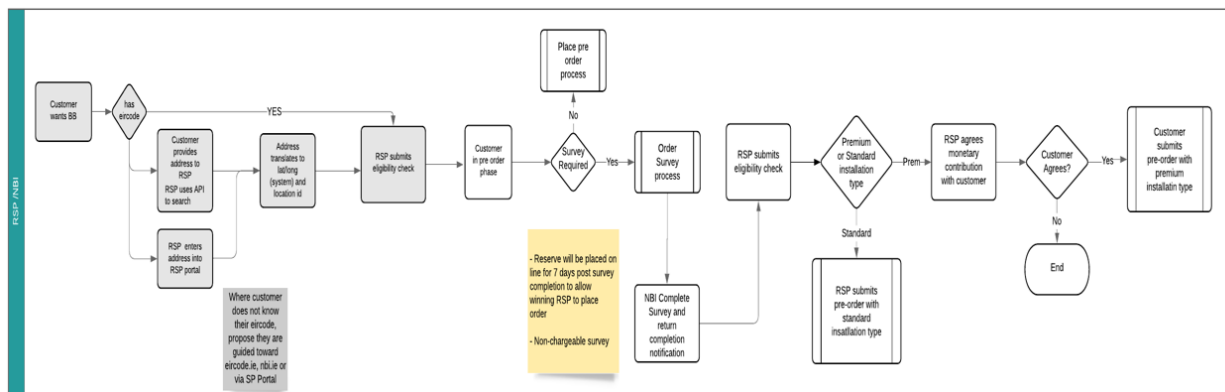 RSP /NBI
Customer
wants BB
has
eircode
YES
Customer
provides
address to
RSP
RSP uses API
to search
RSP enters
address into
RSP portal
Address
translates to
lat/long
(system) and
location id
Where customer
does not know
their eircode,
propose they are
guided toward
eircode.ie, nbi.ie or
via SP Portal
RSP submits
eligibility check
Customer
in pre order
phase
Place pre
order
process
No
Survey
Required
Yes
Order
Survey
process
- Reserve will be placed on
line for 7 days post survey
completion to allow
winning RSP to place
order
- Non-chargeable survey
NBI Complete
Survey and
return
completion
notification
RSP submits
eligibility check
Premium
or Standard
installation
type
Prem
Standard
RSP submits
pre-order with
standard
insatllation type
RSP agrees
monetary
contribution
with customer
Customer
Agrees?
Yes
No
End
Customer
submits
pre-order with
premium
installatin type